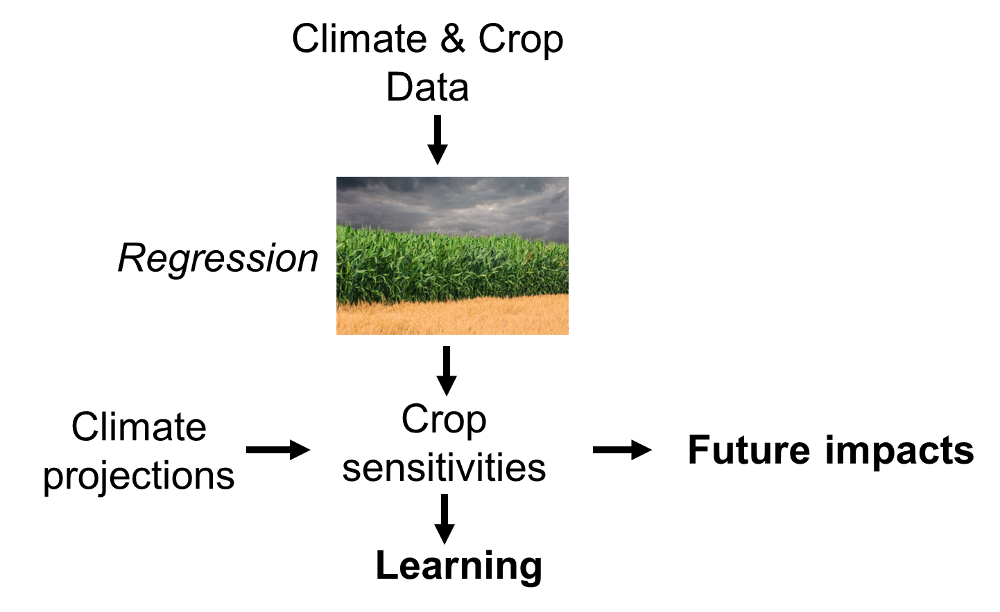 Climate & Crop
Data
Regression
Climate
projections
Crop
sensitivities
Future impacts
Learning